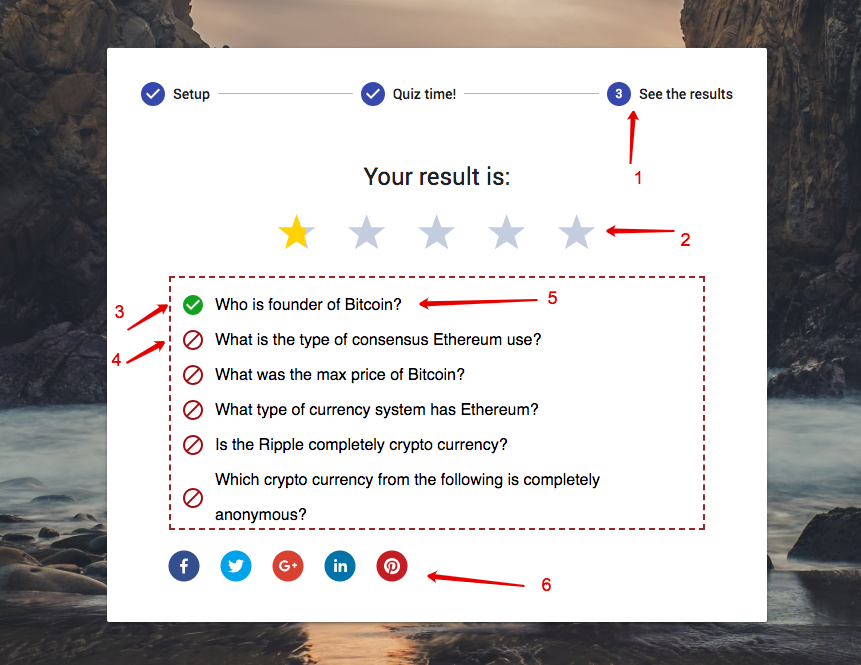 Setup
Quiz time!
3
See the results
1
Your result is:
2
3
Who is founder of Bitcoin?
5
4
What is the type of consensus Ethereum use?
What was the max price of Bitcoin?
What type of currency system has Ethereum?
Is the Ripple completely crypto currency?
Which crypto currency from the following is completely
anonymous?
f
G+
in
6